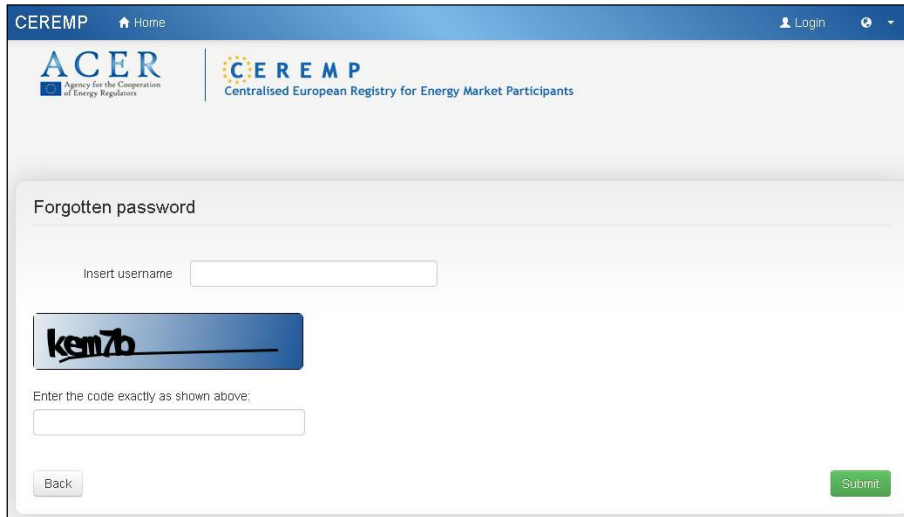 CEREMP Home Login
ACER
Agency for the Cooperation
of Energy Regulators
CEREMP
Centralised European Registry for Energy Market Participants
Forgotten password
Insert username
kem7b
Enter the code exactly as shown above:
Back Submit